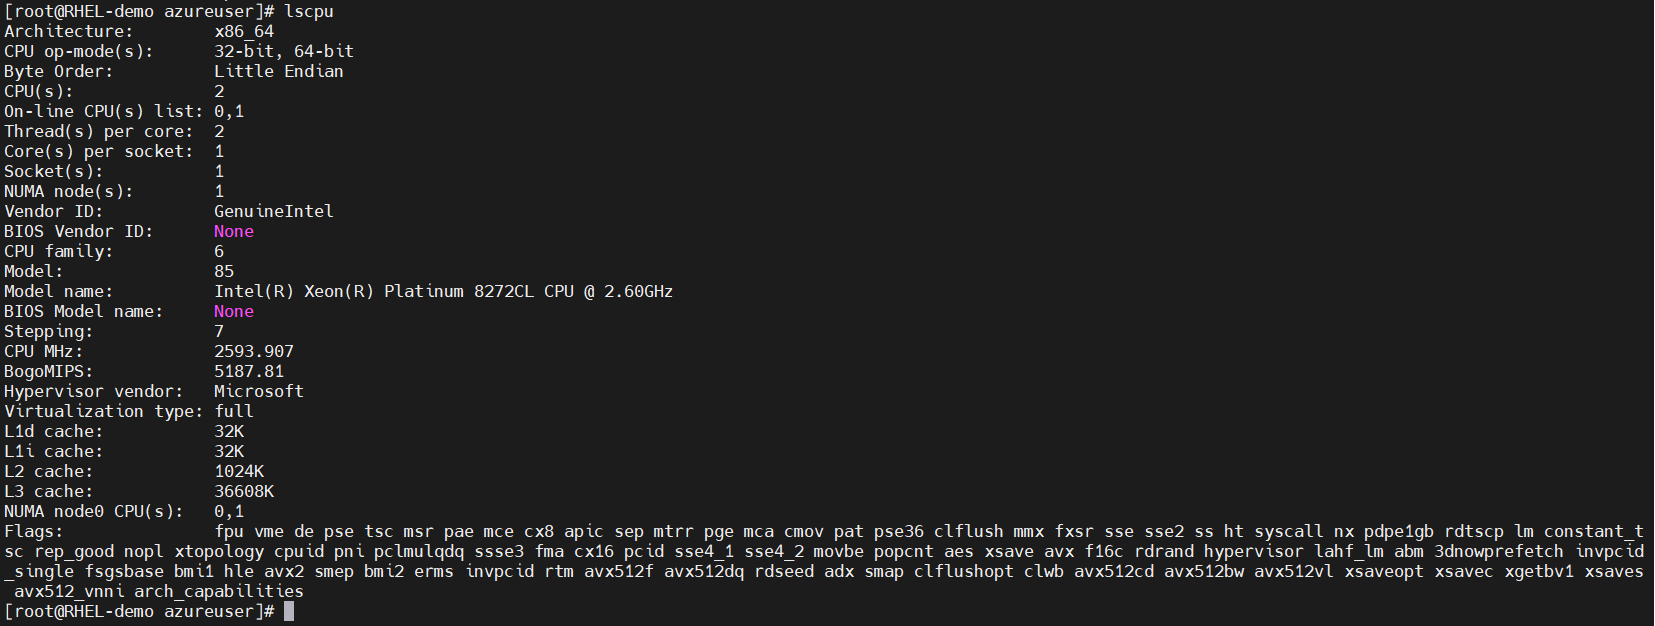 [root@RHEL-demo azureuser]# lscpu
Architecture:        x86_64
CPU op-mode(s):      32-bit, 64-bit
Byte Order:          Little Endian
CPU(s):              2
On-line CPU(s) list: 0,1
Thread(s) per core:  2
Core(s) per socket:  1
Socket(s):           1
NUMA node(s):        1
Vendor ID:           GenuineIntel
BIOS Vendor ID:      None
CPU family:          6
Model:               85
Model name:          Intel(R) Xeon(R) Platinum 8272CL CPU @ 2.60GHz
BIOS Model name:     None
Stepping:            7
CPU MHz:             2593.907
BogoMIPS:            5187.81
Hypervisor vendor:   Microsoft
Virtualization type: full
L1d cache:           32K
L1i cache:           32K
L2 cache:            1024K
L3 cache:            36608K
NUMA node0 CPU(s):   0,1
Flags:               fpu vme de pse tsc msr pae mce cx8 apic sep mtrr pge mca cmov pat pse36 clflush mmx fxsr sse sse2 ss ht syscall nx pdpe1gb rdtscp lm constant_t
sc rep_good nopl xtopology cpuid pni pclmulqdq ssse3 fma cx16 pcid sse4_1 sse4_2 movbe popcnt aes xsave avx f16c rdrand hypervisor lahf_lm abm 3dnowprefetch invpcid
_single fsgsbase bmi1 hle avx2 smep bmi2 erms invpcid rtm avx512f avx512dq rdseed adx smap clflushopt clwb avx512cd avx512bw avx512vl xsaveopt xsavec xgetbv1 xsaves
 avx512_vnni arch_capabilities
[root@RHEL-demo azureuser]#